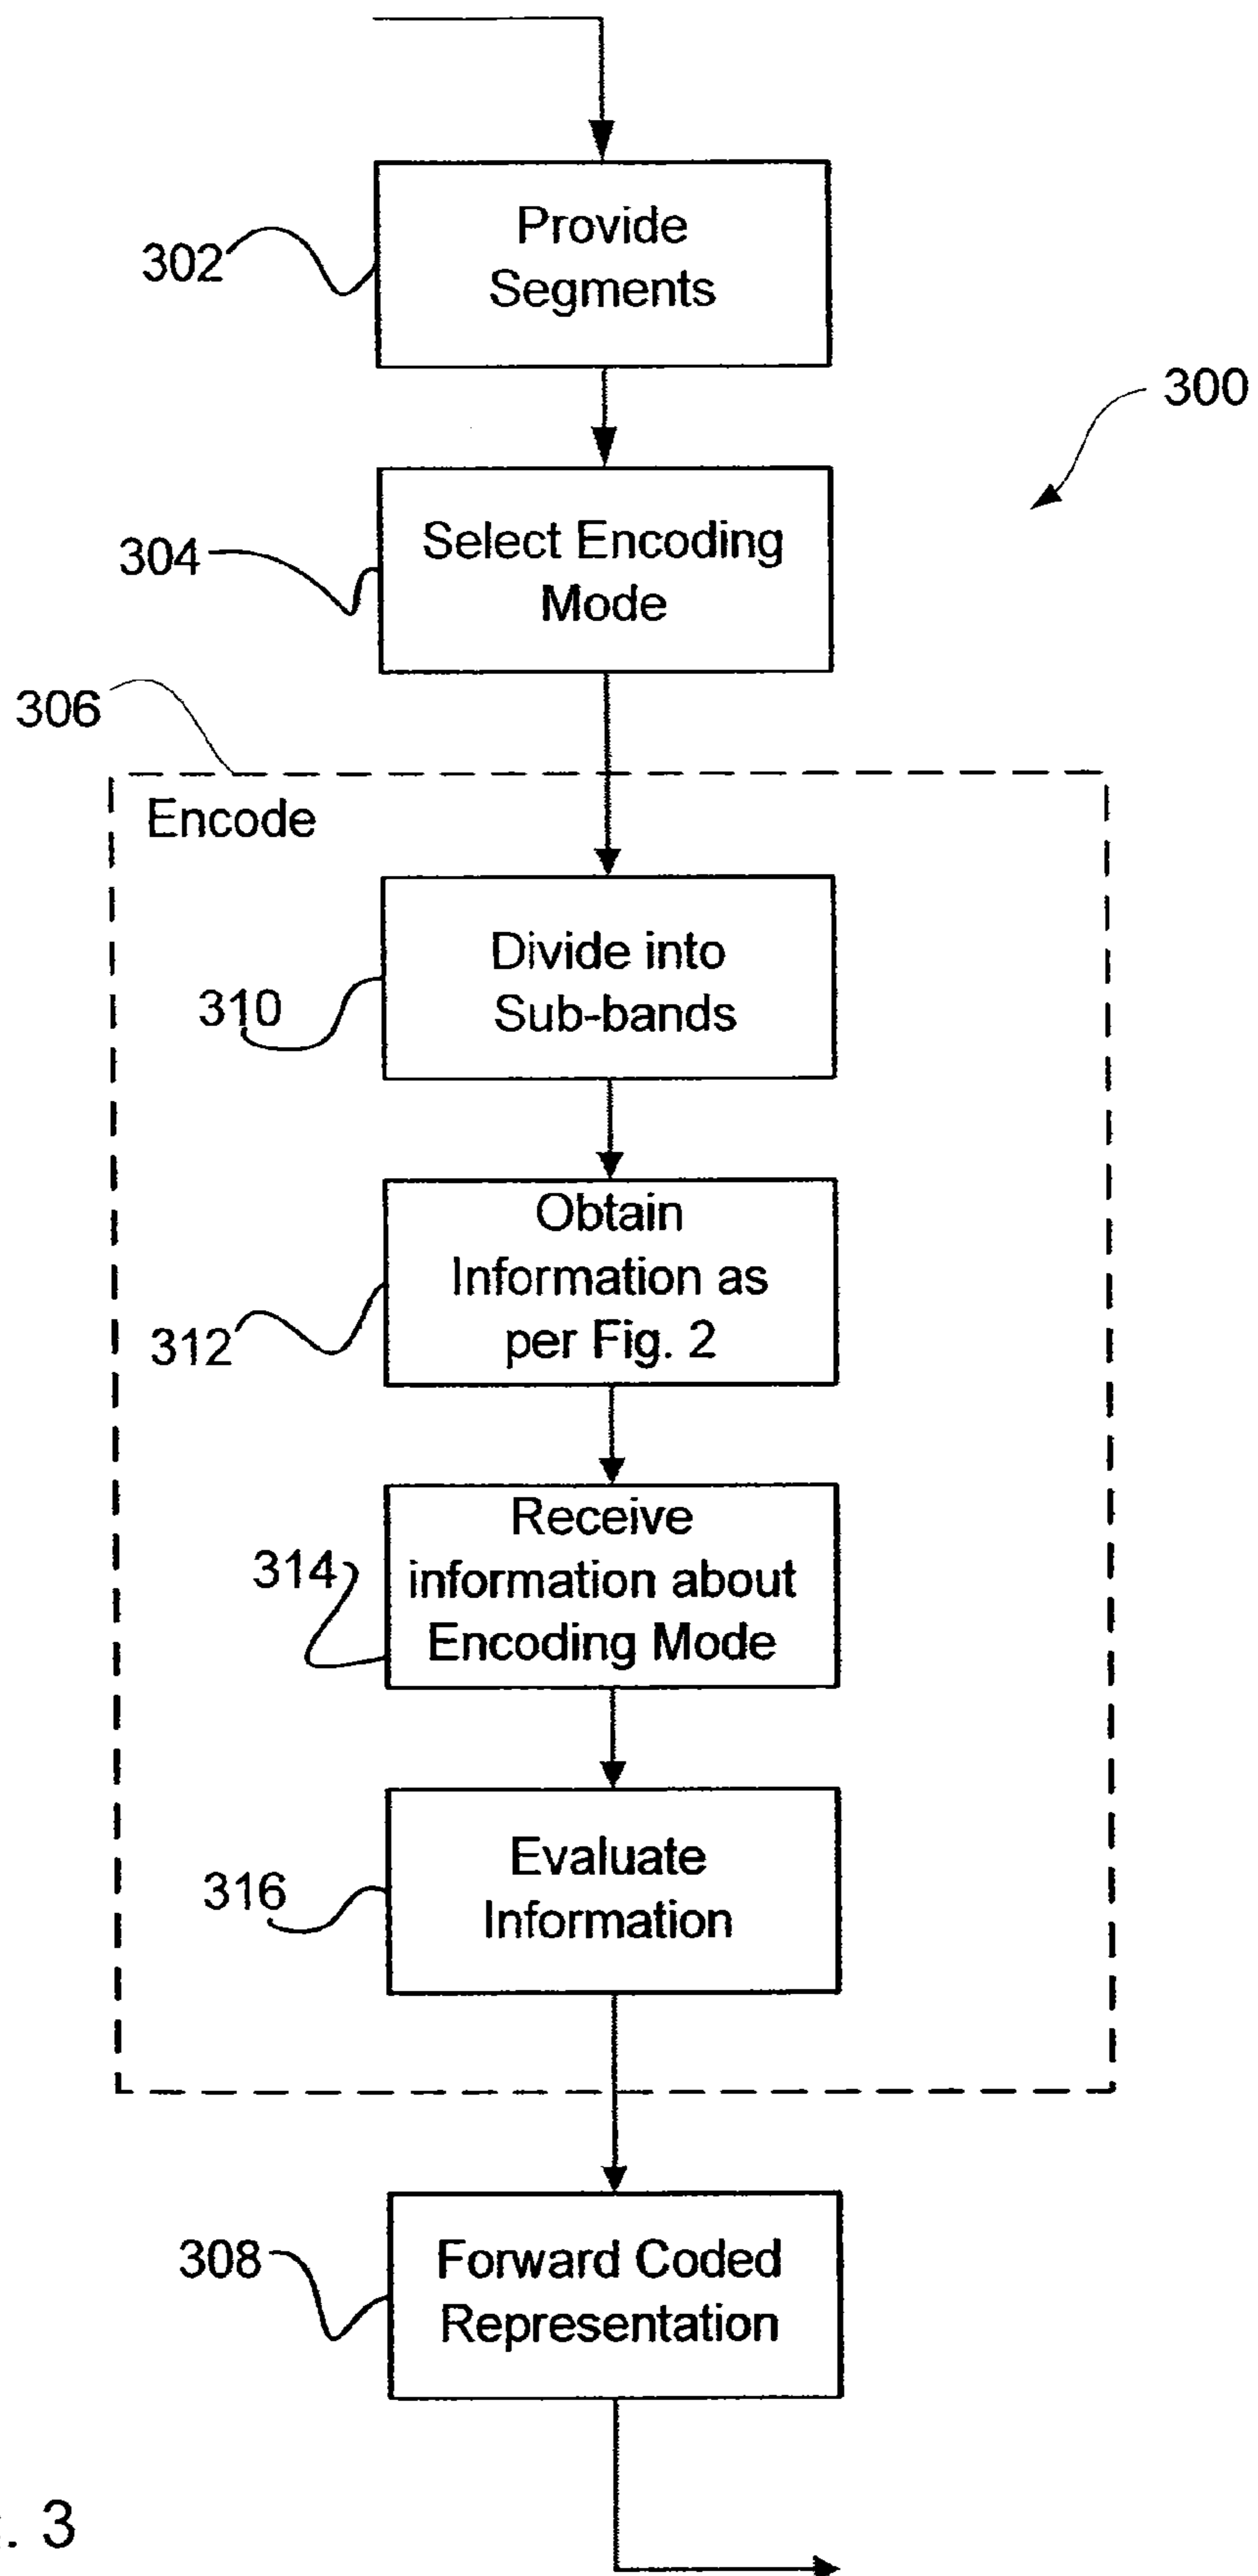 Provide
Segments
302
300
Select Encoding
Mode
304
306
Encode
Divide into
Sub-bands
310
Obtain
Information as
per Fig. 2
312
Receive
information about
Encoding Mode
314
Evaluate
Information
316
Forward Coded
Representation
308
. 3